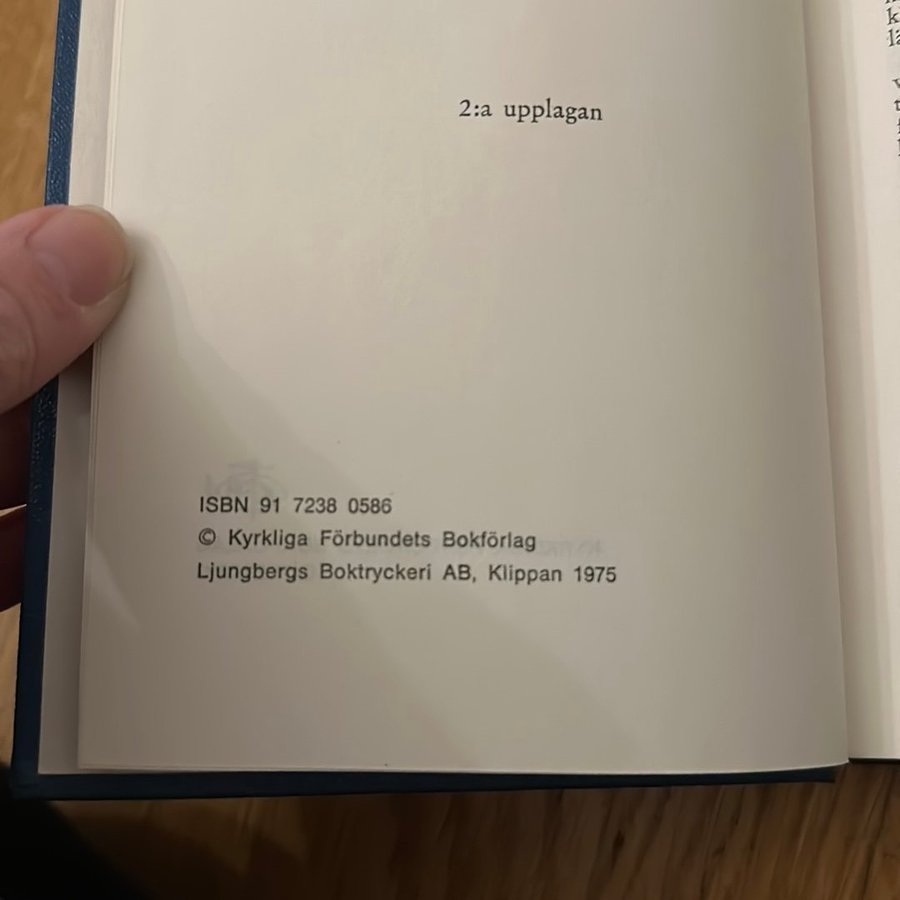 2:a upplagan
ISBN 91 7238 0586
© Kyrkliga Förbundets Bokförlag
Ljungbergs Boktryckeri AB, Klippan 1975